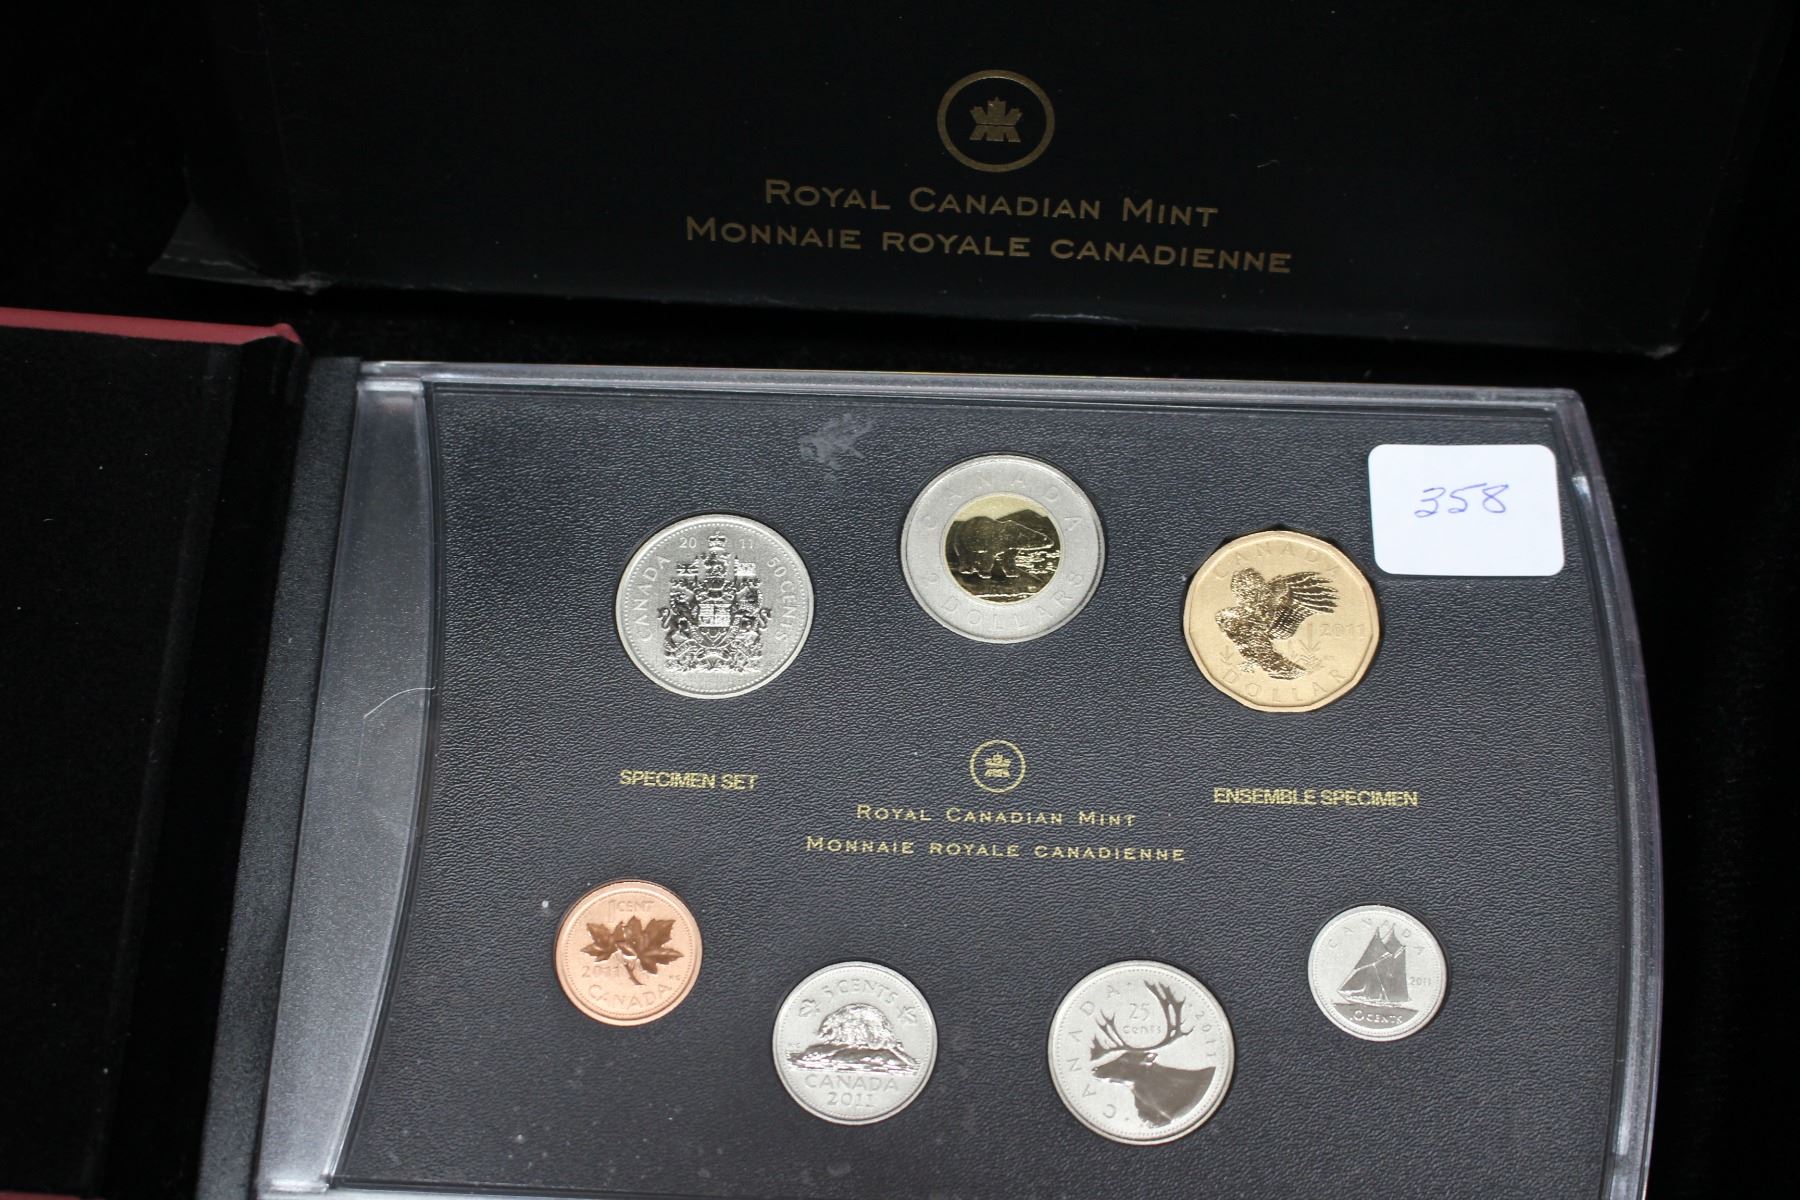 ROYAL CANADIAN MINT
MONNAIE ROYALE CANADIENNE
358
CANADA 2011 50 CENTS
CANADA
2 DOLLARS
CANADA
2011
DOLLAR
SPECIMEN SET
ENSEMBLE SPECIMEN
ROYAL CANADIAN MINT
MONNAIE ROYALE CANADIENNE
1 CENT
2011
CANADA
5 CENTS
CANADA
2011
CANADA
25
cents
2011
CANADA
2011
10 CENTS